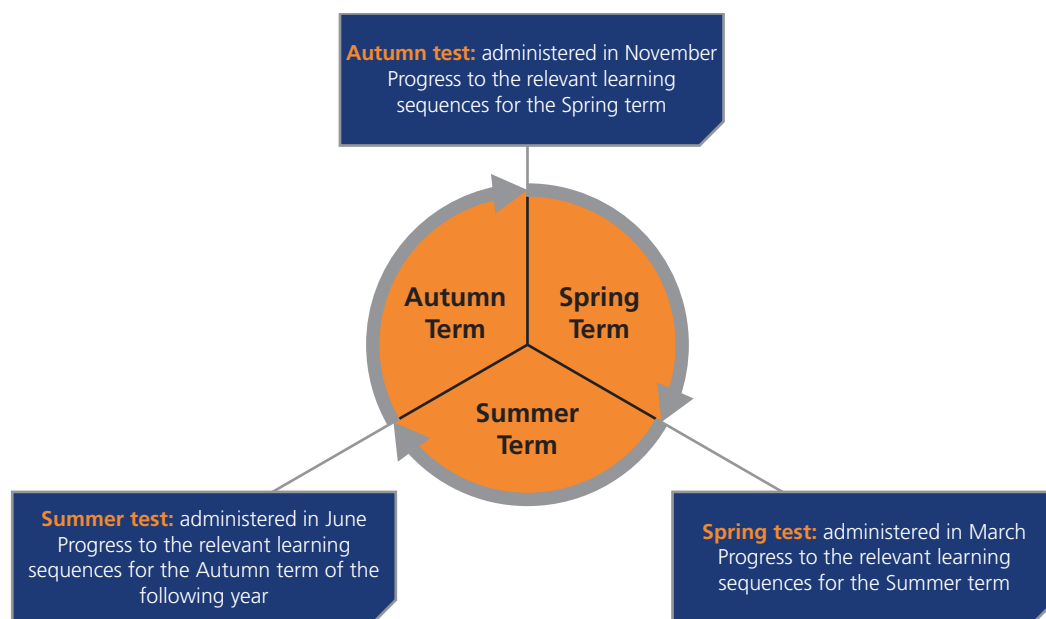 Autumn test: administered in November
Progress to the relevant learning
sequences for the Spring term
Autumn
Term
Spring
Term
Summer
Term
Summer test: administered in June
Progress to the relevant learning
sequences for the Autumn term of the
following year
Spring test: administered in March
Progress to the relevant learning
sequences for the Summer term